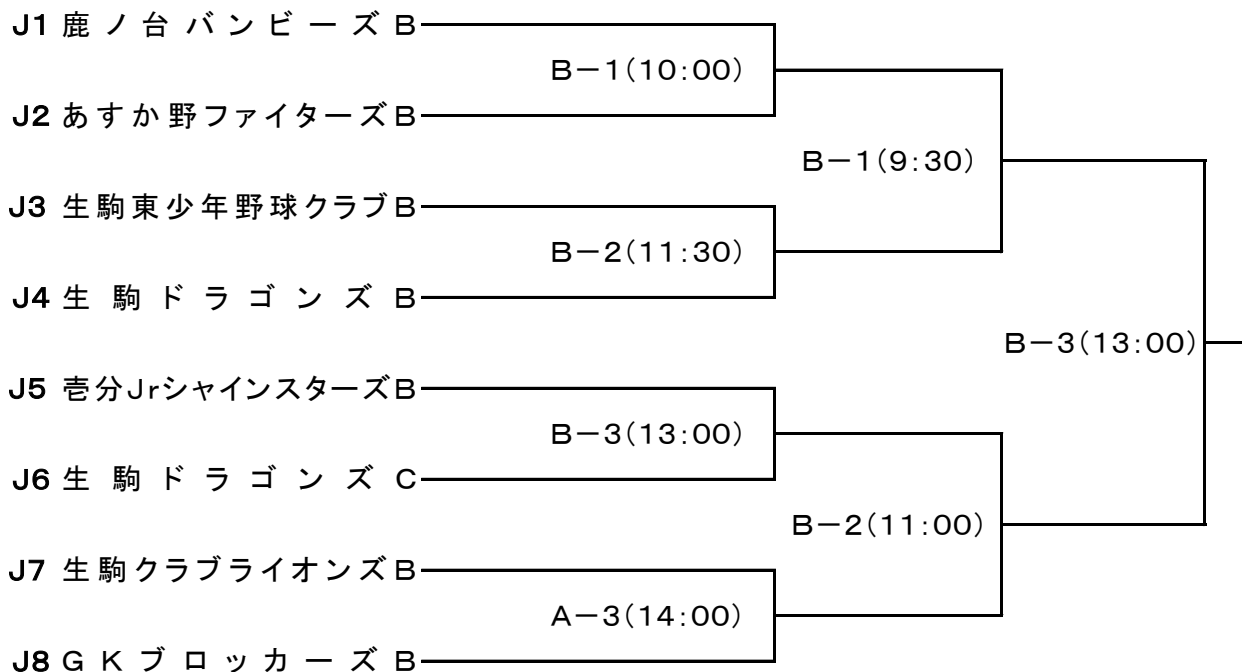 J1 鹿ノ台バンビーズB
B－1(10:00)
J2 あすか野ファイターズB
B－1(9:30)
J3 生駒東少年野球クラブB
B－2(11:30)
J4 生駒ドラゴンズB
B－3(13:00)
J5 壱分Jrシャインスターズ B
B－3(13:00)
J6 生駒ドラゴンズC
B－2(11:00)
J7 生駒クラブライオンズB
A－3(14:00)
J8 GKブロッカーズB